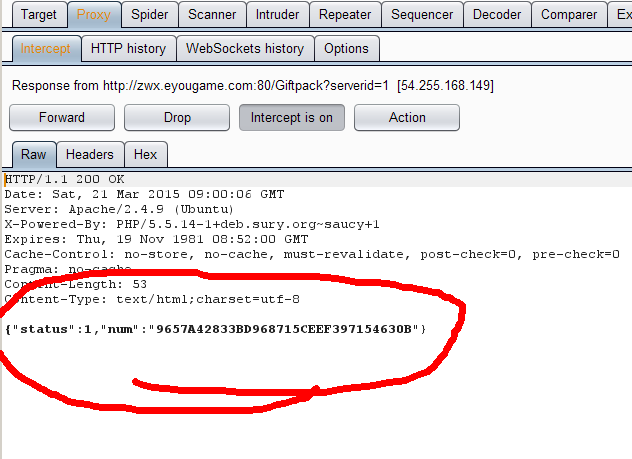 Target Proxy Spider Scanner Intruder Repeater Sequencer Decoder Comparer Ex
Intercept HTTP history WebSockets history Options
Response from http://zwx.eyougame.com:80/Giftpack?serverid=1 [54.255.168.149]
Forward Drop Intercept is on Action
Raw Headers Hex
HTTP/1.1 200 OK
Date: Sat, 21 Mar 2015 09:00:06 GMT
Server: Apache/2.4.9 (Ubuntu)
X-Powered-By: PHP/5.5.14-1+deb.sury.org~saucy+1
Expires: Thu, 19 Nov 1981 08:52:00 GMT
Cache-Control: no-store, no-cache, must-revalidate, post-check=0, pre-check=0
Pragma: no-cache
Content-Length: 53
Content-Type: text/html;charset=utf-8
{"status":1,"num":"9657A42833BD968715CEEF397154630B"}